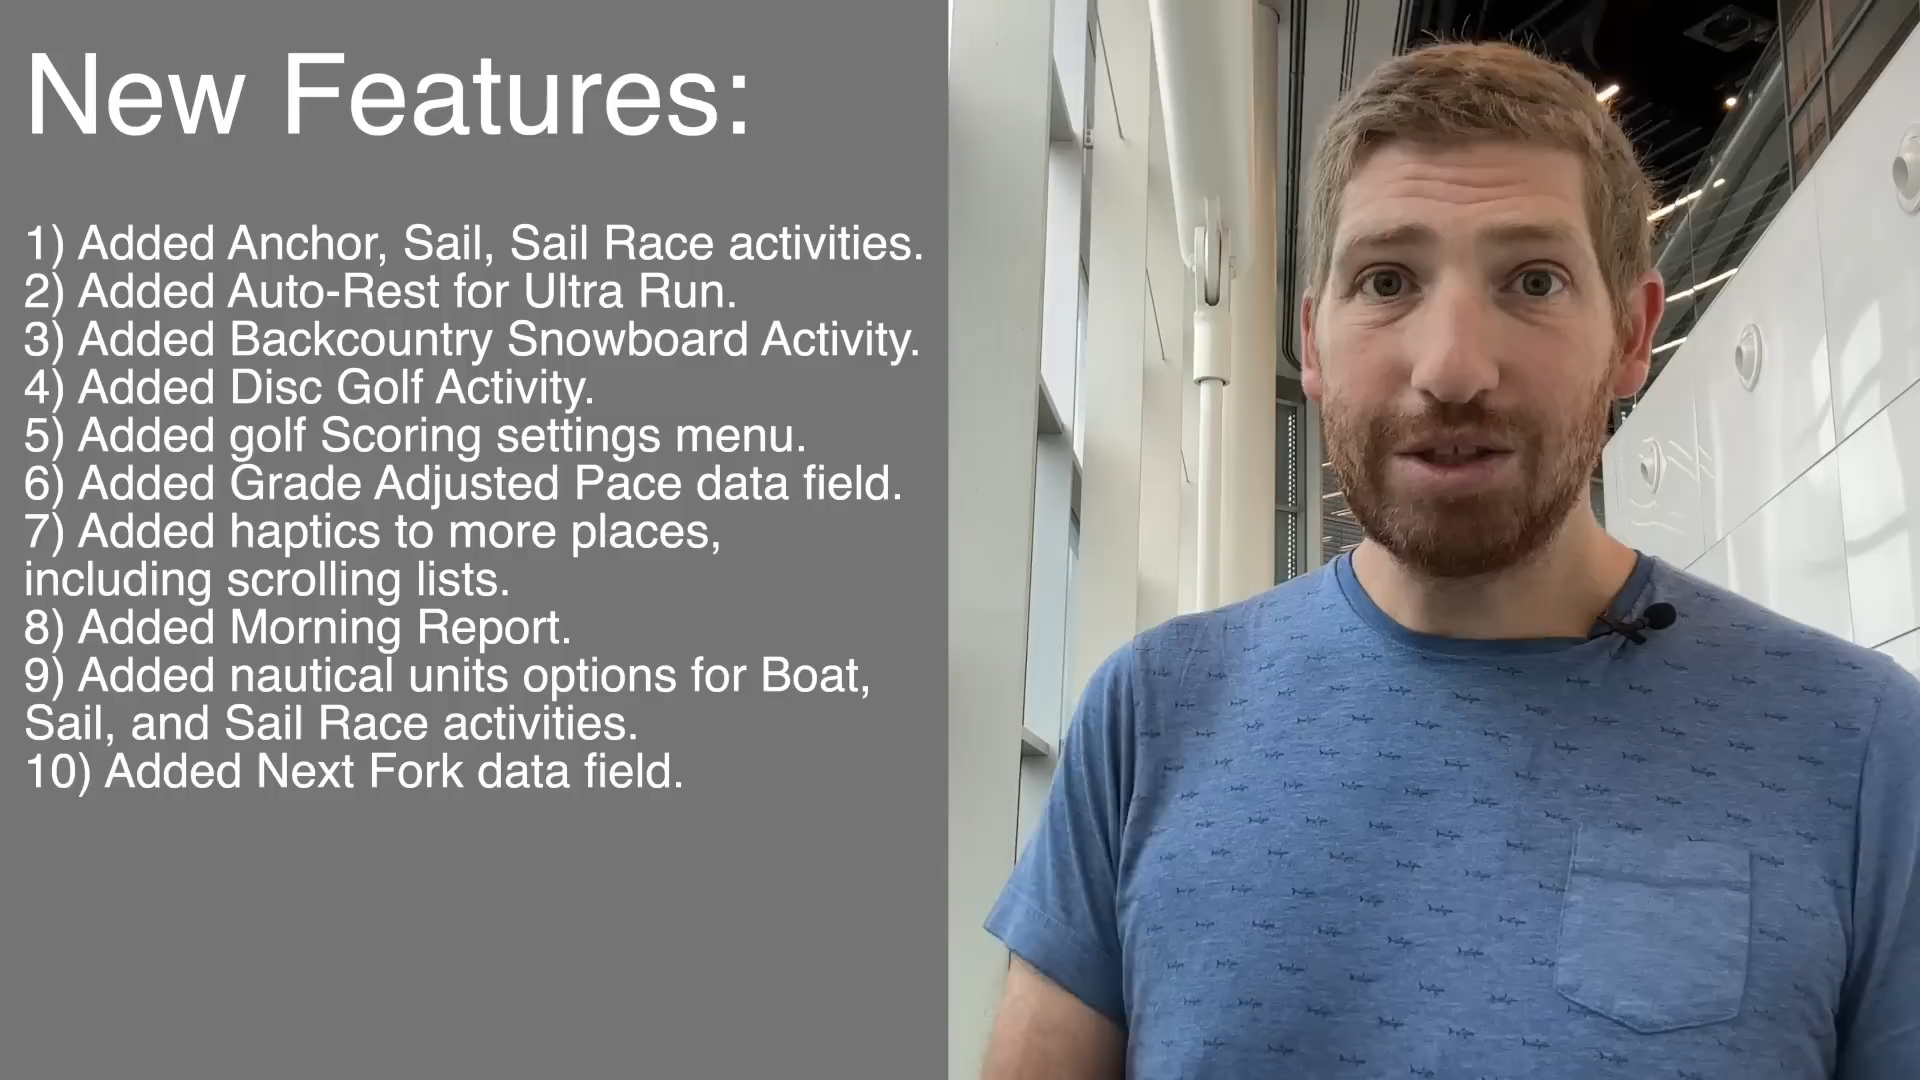 New Features:
1) Added Anchor, Sail, Sail Race activities.
2) Added Auto-Rest for Ultra Run.
3) Added Backcountry Snowboard Activity.
4) Added Disc Golf Activity.
5) Added golf Scoring settings menu.
6) Added Grade Adjusted Pace data field.
7) Added haptics to more places,
including scrolling lists.
8) Added Morning Report.
9) Added nautical units options for Boat,
Sail, and Sail Race activities.
10) Added Next Fork data field.